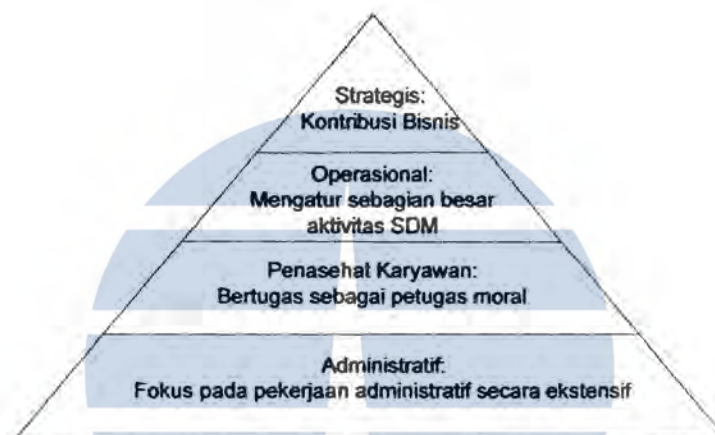 Strategis:
Kontribusi Bisnis
Operasional:
Mengatur sebagian besar
aktivitas SDM
Penasehat Karyawan:
Bertugas sebagai petugas moral
Administratif:
Fokus pada pekerjaan administratif secara ekstensif